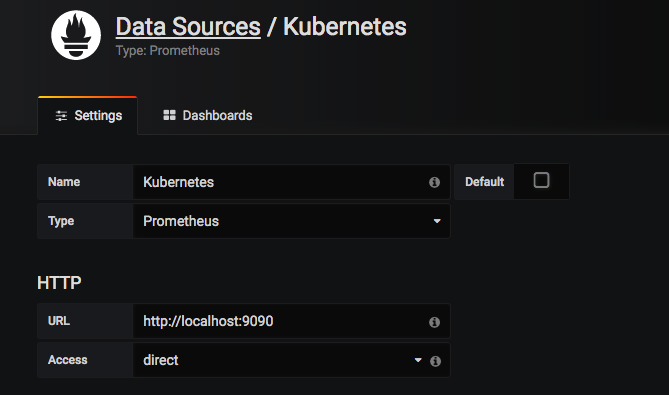 Data Sources / Kubernetes
Type: Prometheus
Settings Dashboards
Name Kubernetes Default
Type Prometheus
HTTP
URL http://localhost:9090
Access direct